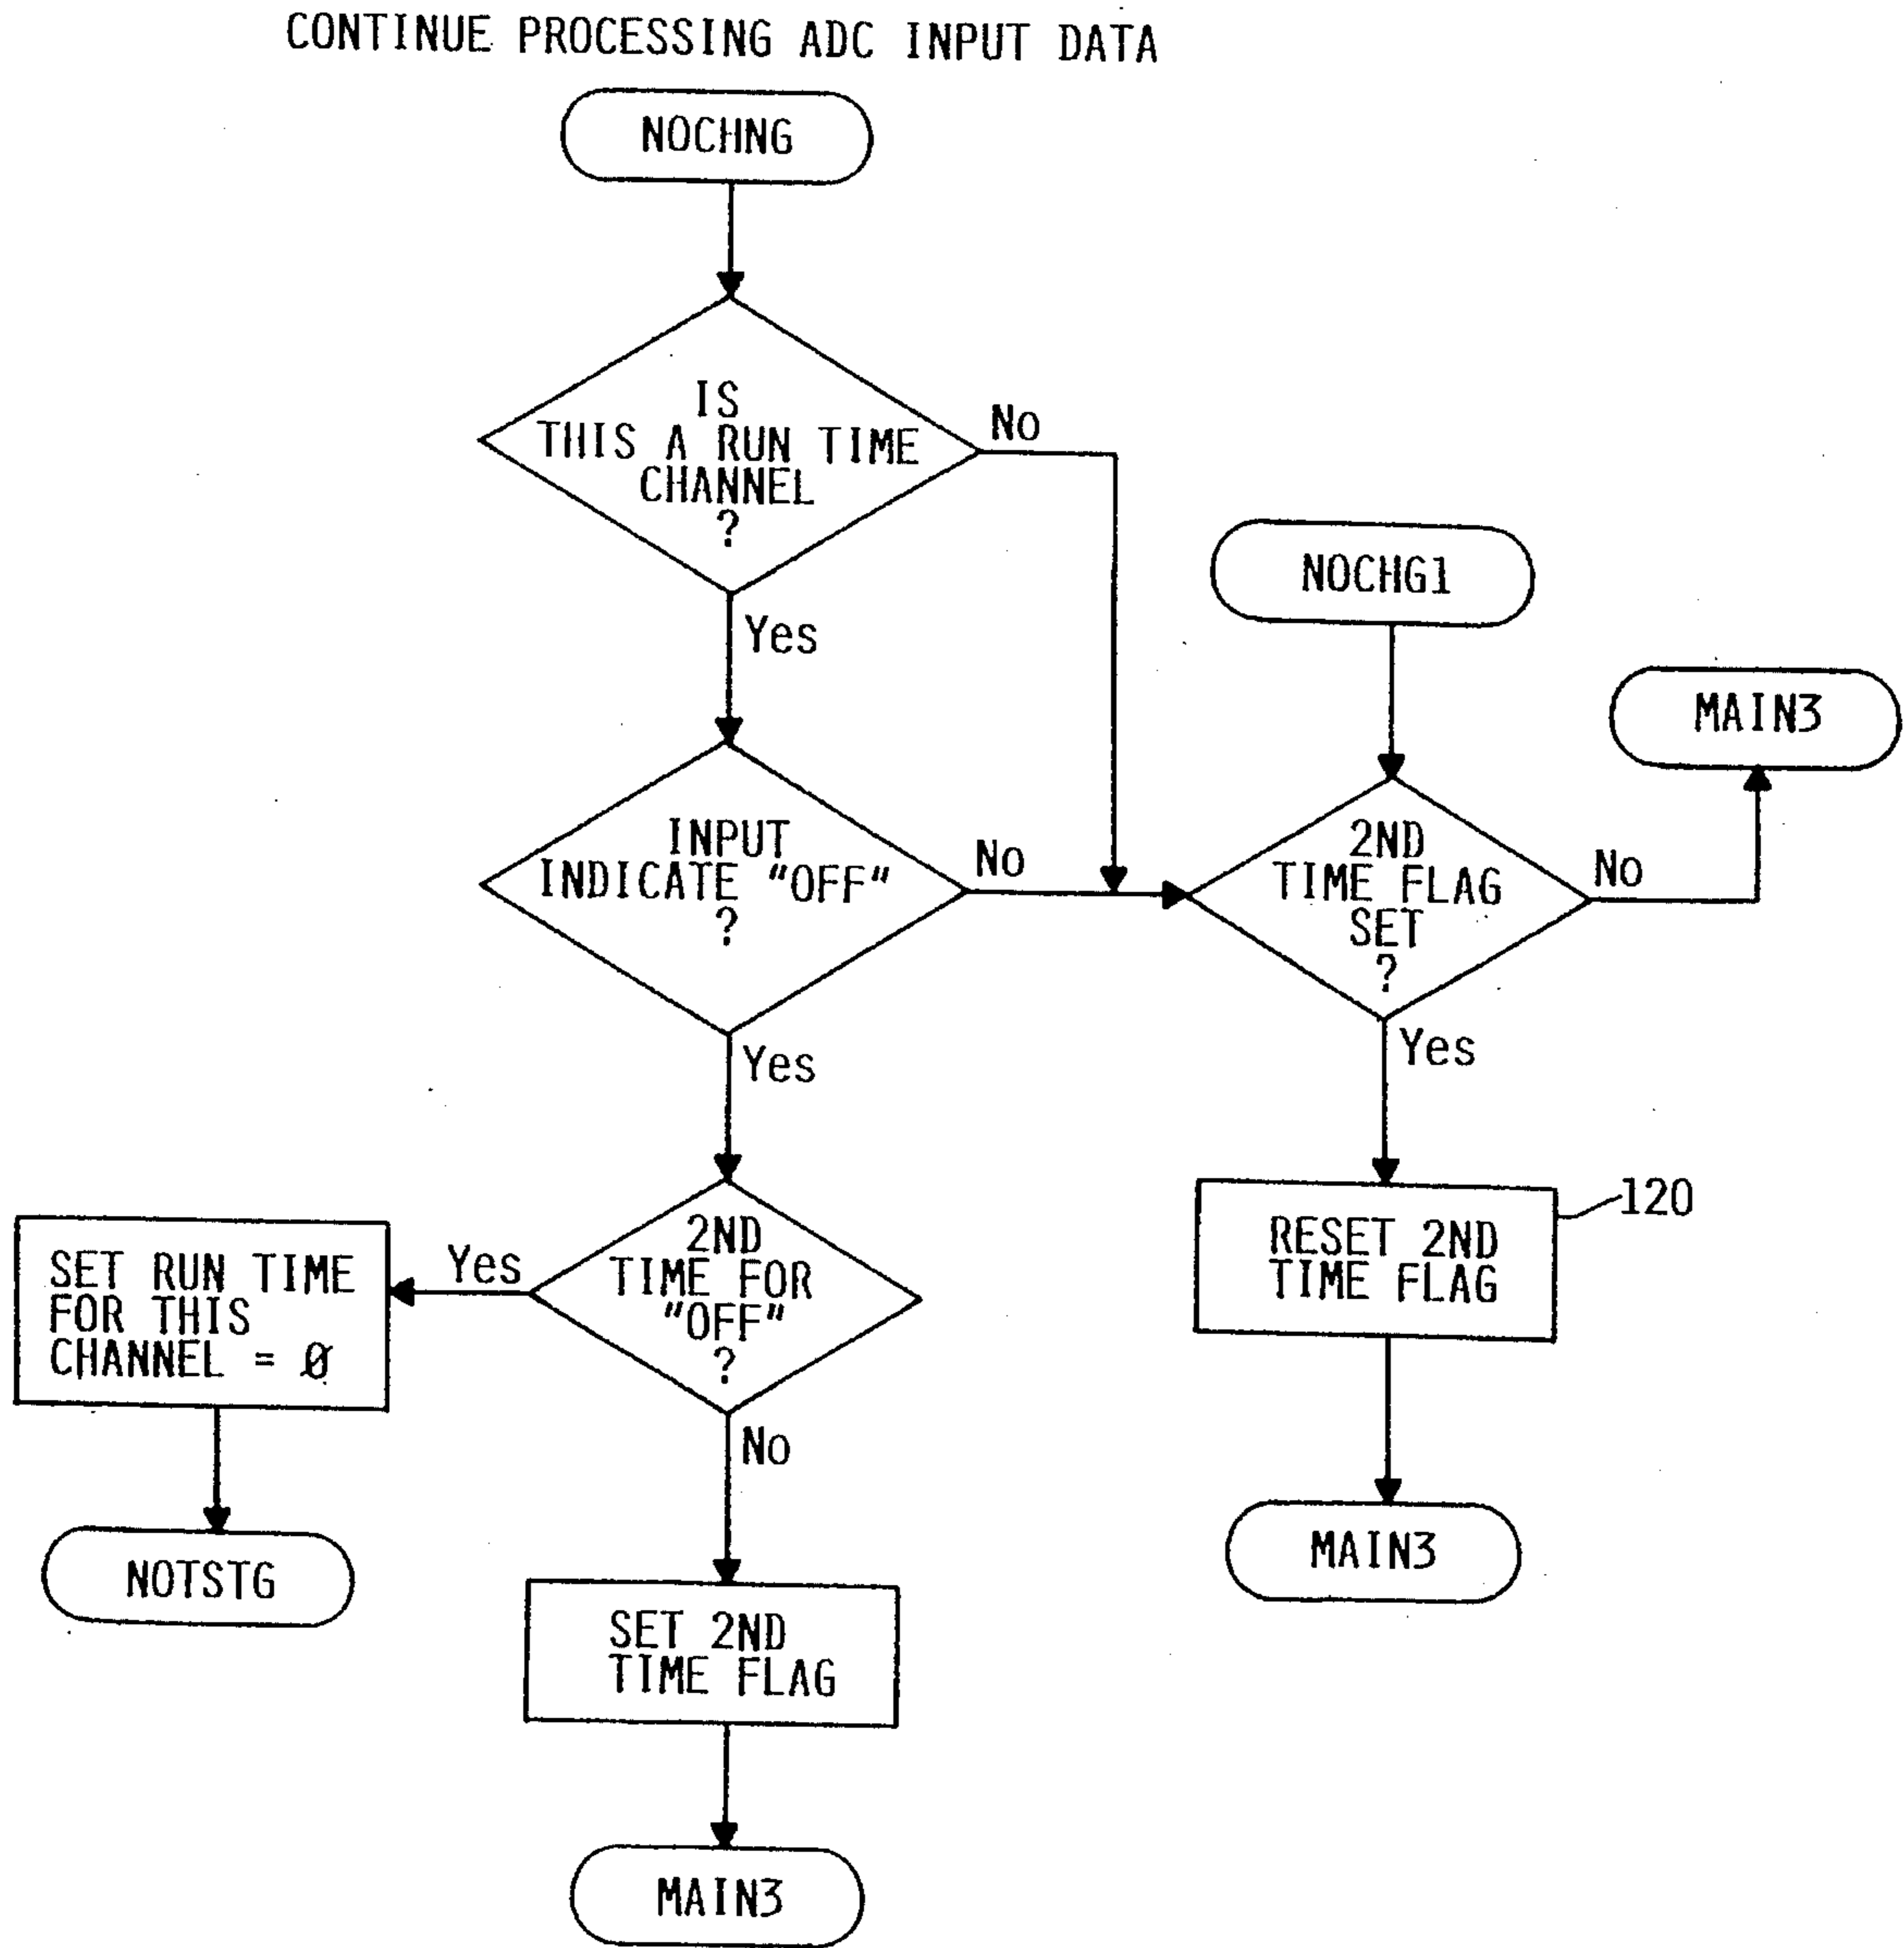 CONTINUE PROCESSING ADC INPUT DATA
NOCHNG
IS
THIS A RUN TIME
CHANNEL
?
No
Yes
NOCHG1
MAIN3
INPUT
INDICATE "OFF"
?
No
Yes
2ND
TIME FLAG
SET
?
No
Yes
2ND
TIME FOR
"OFF"
?
Yes
No
SET RUN TIME
FOR THIS
CHANNEL = Ø
NOTSTG
RESET 2ND
TIME FLAG
120
MAIN3
SET 2ND
TIME FLAG
MAIN3